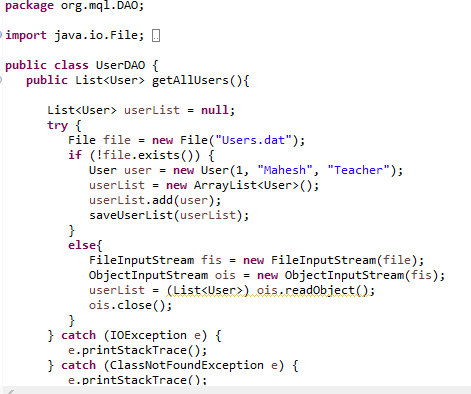 package org.mql.DAO;
import java.io.File;
public class UserDAO {
public List<User> getAllUsers(){
List<User> userList = null;
try {
File file = new File("Users.dat");
if (!file.exists()) {
User user = new User(1, "Mahesh", "Teacher");
userList = new ArrayList<User>();
userList.add(user);
saveUserList(userList);
}
else{
FileInputStream fis = new FileInputStream(file);
ObjectInputStream ois = new ObjectInputStream(fis);
userList = (List<User>) ois.readObject();
ois.close();
}
} catch (IOException e) {
e.printStackTrace();
} catch (ClassNotFoundException e) {
e.printStackTrace();